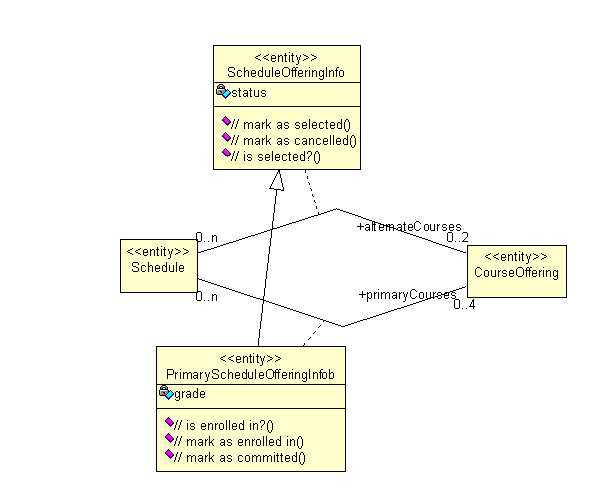 <<entity>>
ScheduleOfferingInfo
status
// mark as selected()
// mark as cancelled()
// is selected?()
0..n
+alternateCourses
0..2
<<entity>>
Schedule
<<entity>>
CourseOffering
0..n
+primaryCourses
0..4
<<entity>>
PrimaryScheduleOfferingInfob
grade
// is enrolled in?()
// mark as enrolled in()
// mark as committed()